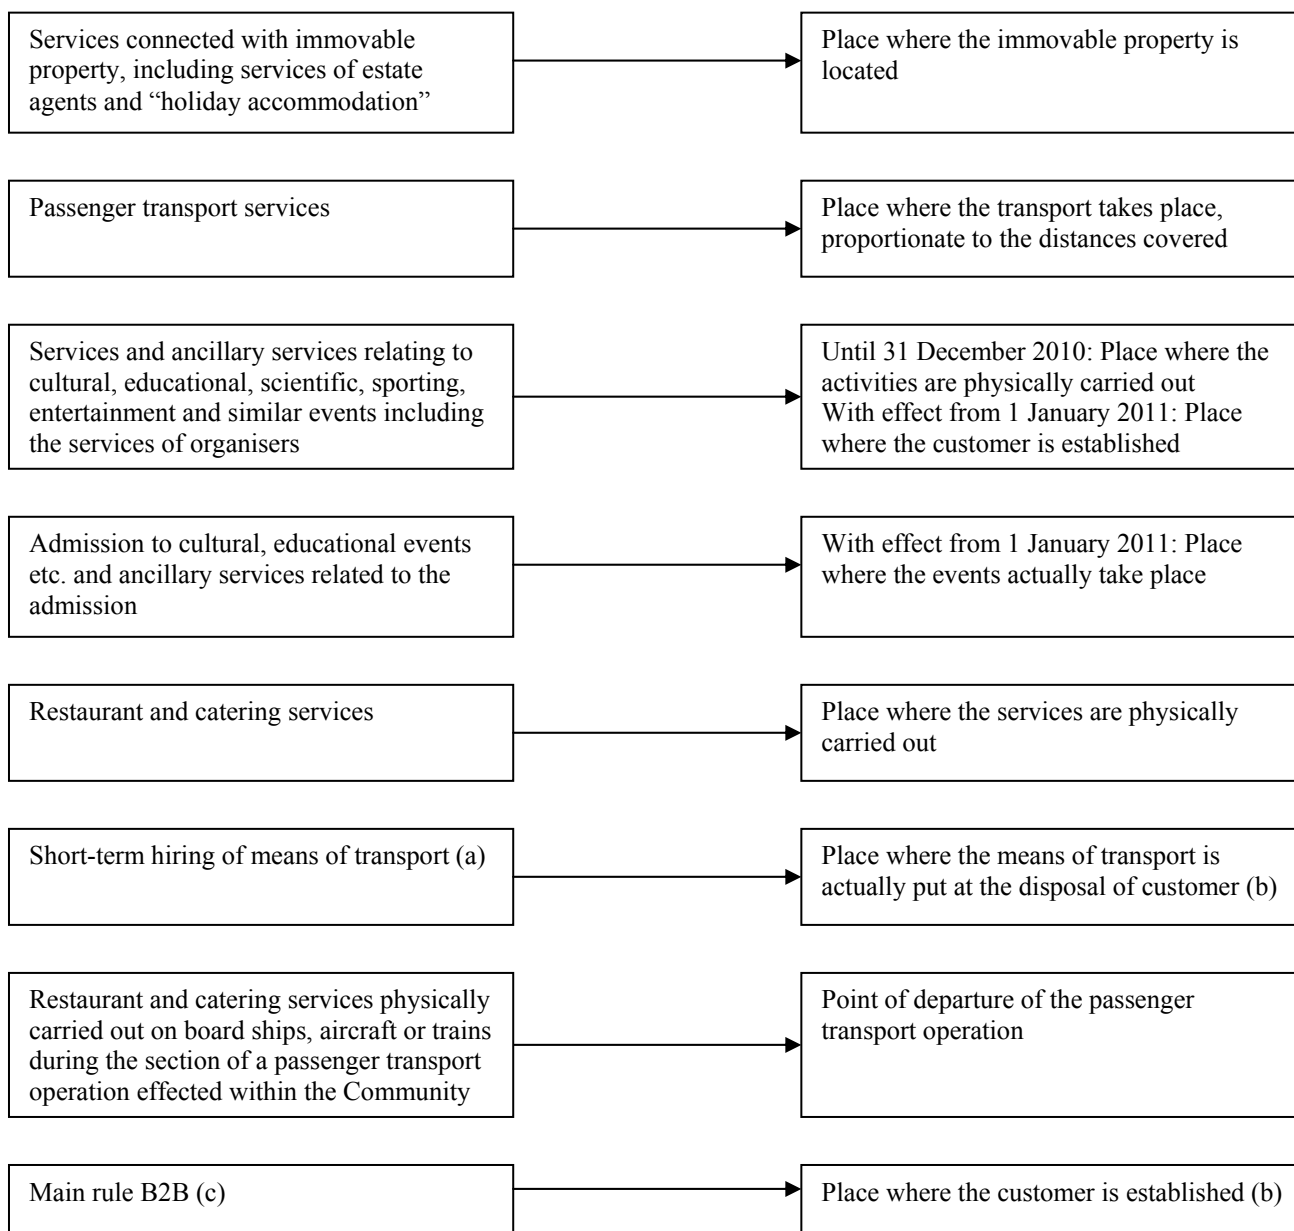 Services connected with immovable
property, including services of estate
agents and “holiday accommodation”
Place where the immovable property is
located
Passenger transport services
Place where the transport takes place,
proportionate to the distances covered
Services and ancillary services relating to
cultural, educational, scientific, sporting,
entertainment and similar events including
the services of organisers
Until 31 December 2010: Place where the
activities are physically carried out
With effect from 1 January 2011: Place
where the customer is established
Admission to cultural, educational events
etc. and ancillary services related to the
admission
With effect from 1 January 2011: Place
where the events actually take place
Restaurant and catering services
Place where the services are physically
carried out
Short-term hiring of means of transport (a)
Place where the means of transport is
actually put at the disposal of customer (b)
Restaurant and catering services physically
carried out on board ships, aircraft or trains
during the section of a passenger transport
operation effected within the Community
Point of departure of the passenger
transport operation
Main rule B2B (c)
Place where the customer is established (b)